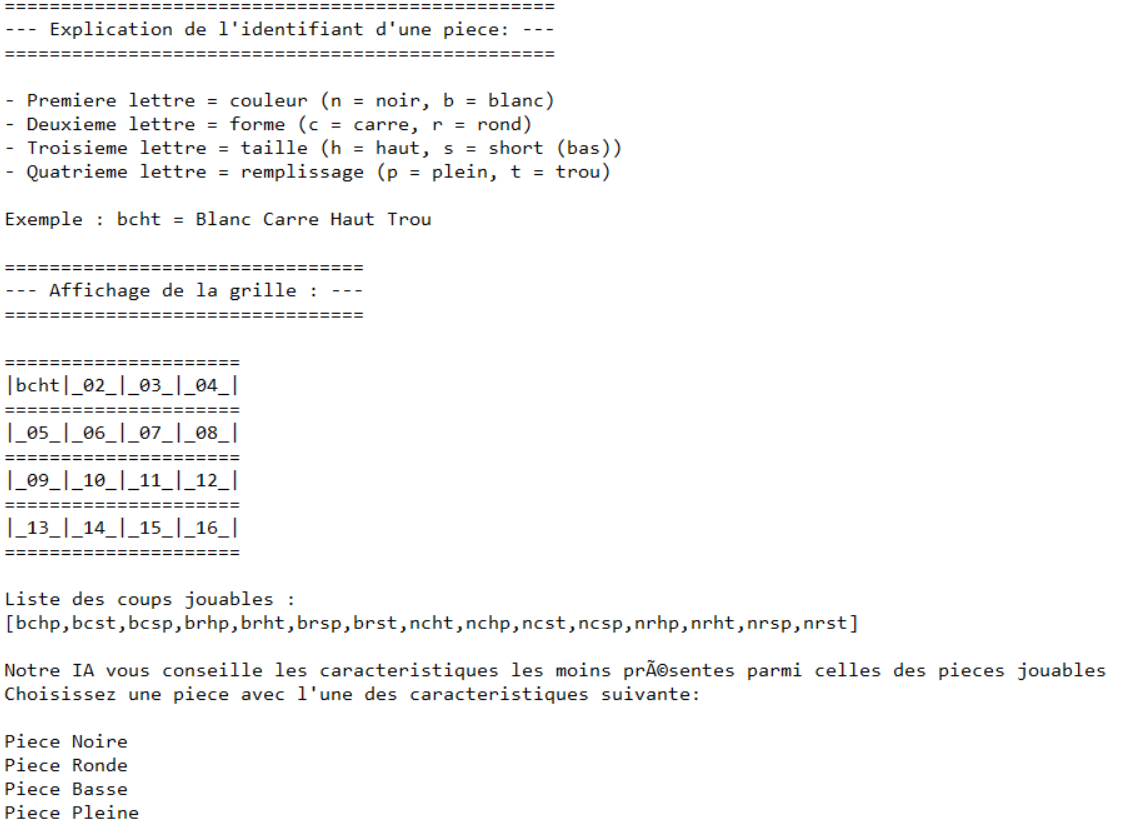 =================================================
--- Explication de l'identifiant d'une piece: ---
=================================================
- Premiere lettre = couleur (n = noir, b = blanc)
- Deuxieme lettre = forme (c = carre, r = rond)
- Troisieme lettre = taille (h = haut, s = short (bas))
- Quatrieme lettre = remplissage (p = plein, t = trou)
Exemple : bcht = Blanc Carre Haut Trou
================================
--- Affichage de la grille : ---
================================
=====================
|bcht|_02_|_03_|_04_|
=====================
|_05_|_06_|_07_|_08_|
=====================
|_09_|_10_|_11_|_12_|
=====================
|_13_|_14_|_15_|_16_|
=====================
Liste des coups jouables :
[bchp,bcst,bcsp,brhp,brht,brsp,brst,ncht,nchp,ncst,ncsp,nrhp,nrht,nrsp,nrst]
Notre IA vous conseille les caracteristiques les moins prÃ©sentes parmi celles des pieces jouables
Choisissez une piece avec l'une des caracteristiques suivante:
Piece Noire
Piece Ronde
Piece Basse
Piece Pleine